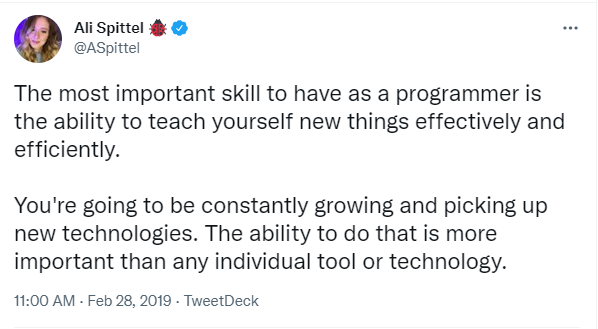 Ali Spittel 🐞
@ASpittel
The most important skill to have as a programmer is
the ability to teach yourself new things effectively and
efficiently.
You're going to be constantly growing and picking up
new technologies. The ability to do that is more
important than any individual tool or technology.
11:00 AM · Feb 28, 2019 · TweetDeck